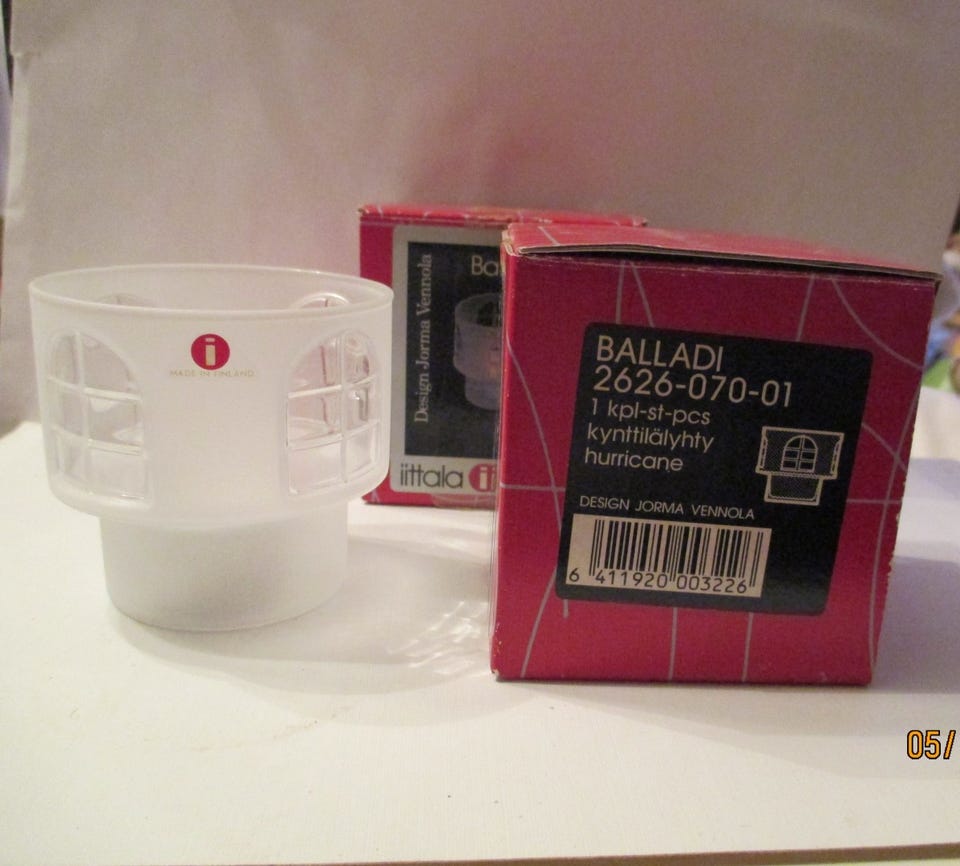 i
MADE IN FINLAND
Design Jorma Vennola
iittala i
BALLADI
2626-070-01
1 kpl-st-pcs
kynttilälyhty
hurricane
DESIGN JORMA VENNOLA
6 411920 003226
05/